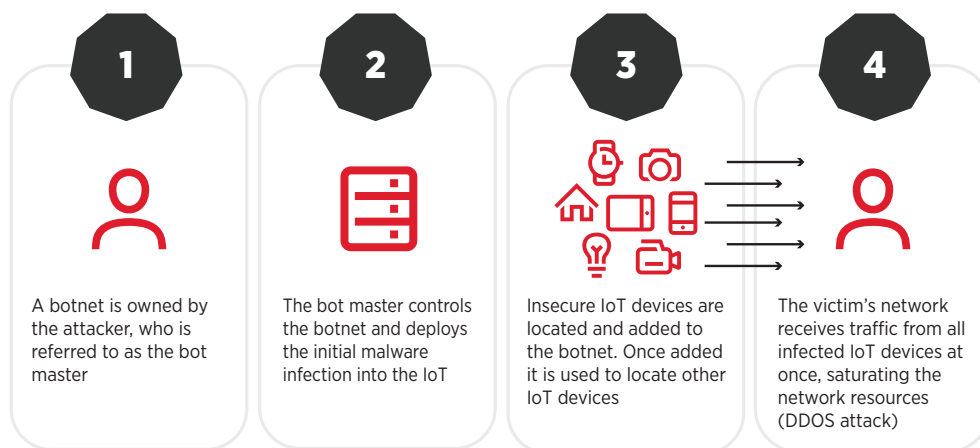 1
A botnet is owned by
the attacker, who is
referred to as the bot
master
2
The bot master controls
the botnet and deploys
the initial malware
infection into the IoT
3
Insecure IoT devices are
located and added to
the botnet. Once added
it is used to locate other
IoT devices
4
The victim’s network
receives traffic from all
infected IoT devices at
once, saturating the
network resources
(DDOS attack)